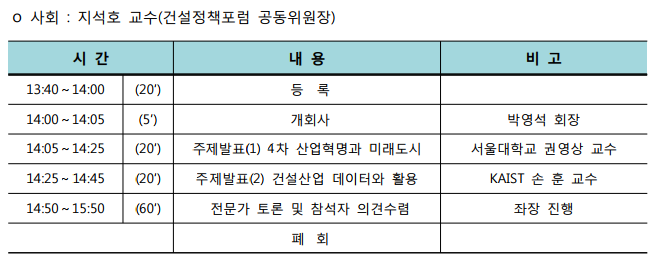 ο 사회 : 지석호 교수(건설정책포럼 공동위원장)
시 간 내 용 비 고
13:40 ~ 14:00 (20') 등 록
14:00 ~ 14:05 (5') 개회사 박영석 회장
14:05 ~ 14:25 (20') 주제발표(1) 4차 산업혁명과 미래도시 서울대학교 권영상 교수
14:25 ~ 14:45 (20') 주제발표(2) 건설산업 데이터와 활용 KAIST 손 훈 교수
14:50 ~ 15:50 (60') 전문가 토론 및 참석자 의견수렴 좌장 진행
폐 회